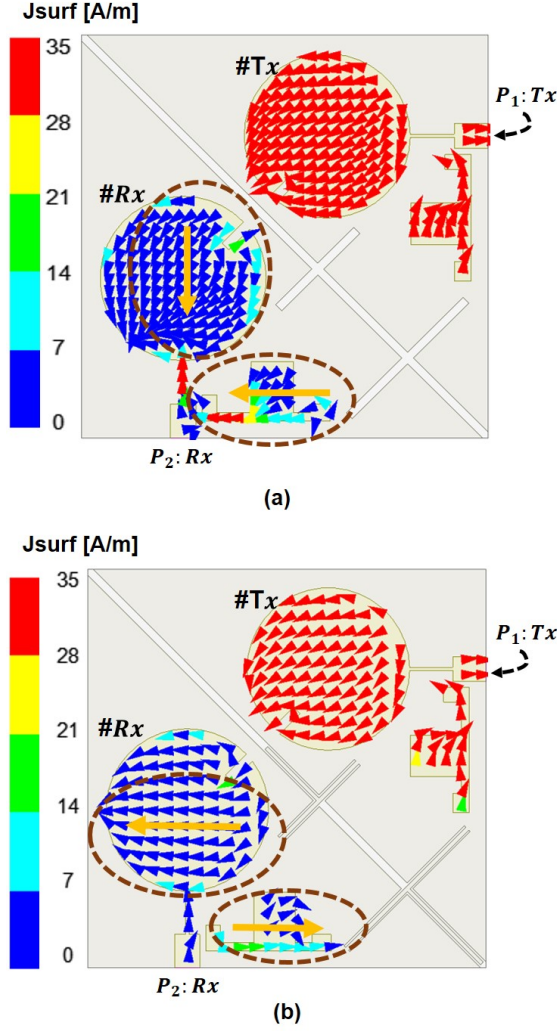 Jsurf [A/m]
35
#Tx
P₁: Tx
28
21
#Rx
14
7
0
P₂: Rx
(a)
Jsurf [A/m]
35
#Tx
P₁: Tx
28
21
#Rx
14
7
0
P₂: Rx
(b)